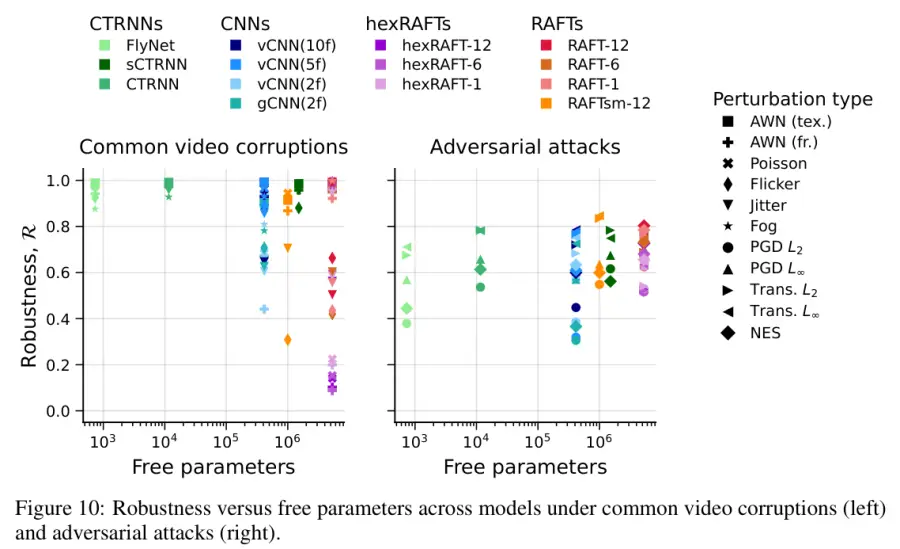 CTRNNs
FlyNet
sCTRNN
CTRNN
CNNs
vCNN(10f)
vCNN(5f)
vCNN(2f)
gCNN(2f)
hexRAFTs
hexRAFT-12
hexRAFT-6
hexRAFT-1
RAFTs
RAFT-12
RAFT-6
RAFT-1
RAFTsm-12
Common video corruptions
Robustness, ℛ
1.0
0.8
0.6
0.4
0.2
0.0
10³ 10⁴ 10⁵ 10⁶
Free parameters
Adversarial attacks
10³ 10⁴ 10⁵ 10⁶
Free parameters
Perturbation type
AWN (tex.)
AWN (fr.)
Poisson
Flicker
Jitter
Fog
PGD L₂
PGD L∞
Trans. L₂
Trans. L∞
NES
Figure 10: Robustness versus free parameters across models under common video corruptions (left)
and adversarial attacks (right).